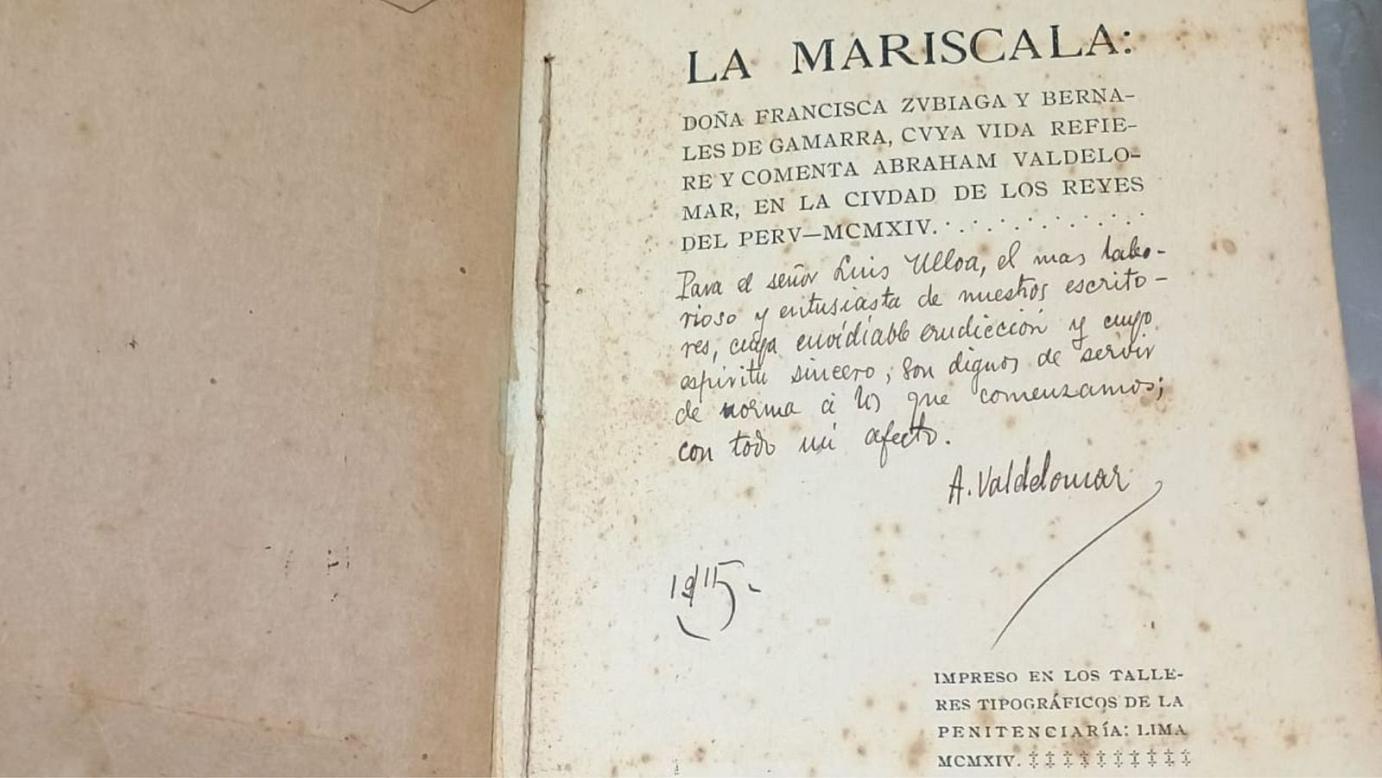 LA MARISCALA:
DOÑA FRANCISCA ZVBIAGA Y BERNA-
LES DE GAMARRA, CVYA VIDA REFIE-
RE Y COMENTA ABRAHAM VALDELO-
MAR, EN LA CIVDAD DE LOS REYES
DEL PERV—MCMXIV. . . . . . . . . . . . .
Para el señor Luis Ulloa, el mas labo-
rioso y entusiasta de nuestros escrito-
res, cuya envidiable erudicción y cuyo
espíritu sincero, son dignos de servir
de norma á los que comenzamos;
con todo mi afecto.
A. Valdelomar
1915-
IMPRESO EN LOS TALLE-
RES TIPOGRÁFICOS DE LA
PENITENCIARÍA: LIMA
MCMXIV. ‡‡‡‡‡‡‡‡‡‡